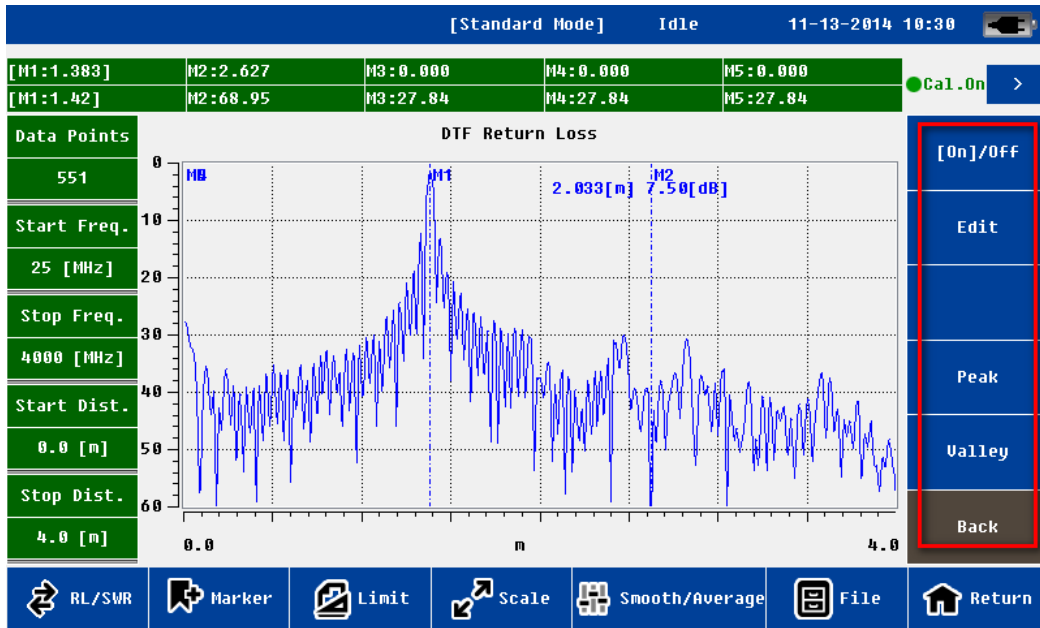 [Standard Mode] Idle 11-13-2014 10:30
[M1:1.383] M2:2.627 M3:0.000 M4:0.000 M5:0.000
[M1:1.42] M2:68.95 M3:27.84 M4:27.84 M5:27.84
Cal.On >
Data Points
551
Start Freq.
25 [MHz]
Stop Freq.
4000 [MHz]
Start Dist.
0.0 [m]
Stop Dist.
4.0 [m]
DTF Return Loss
M1
M2
2.033[m] 7.50[dB]
0
10
20
30
40
50
60
0.0 m 4.0
[On]/Off
Edit
Peak
Valley
Back
RL/SWR Marker Limit Scale Smooth/Average File Return